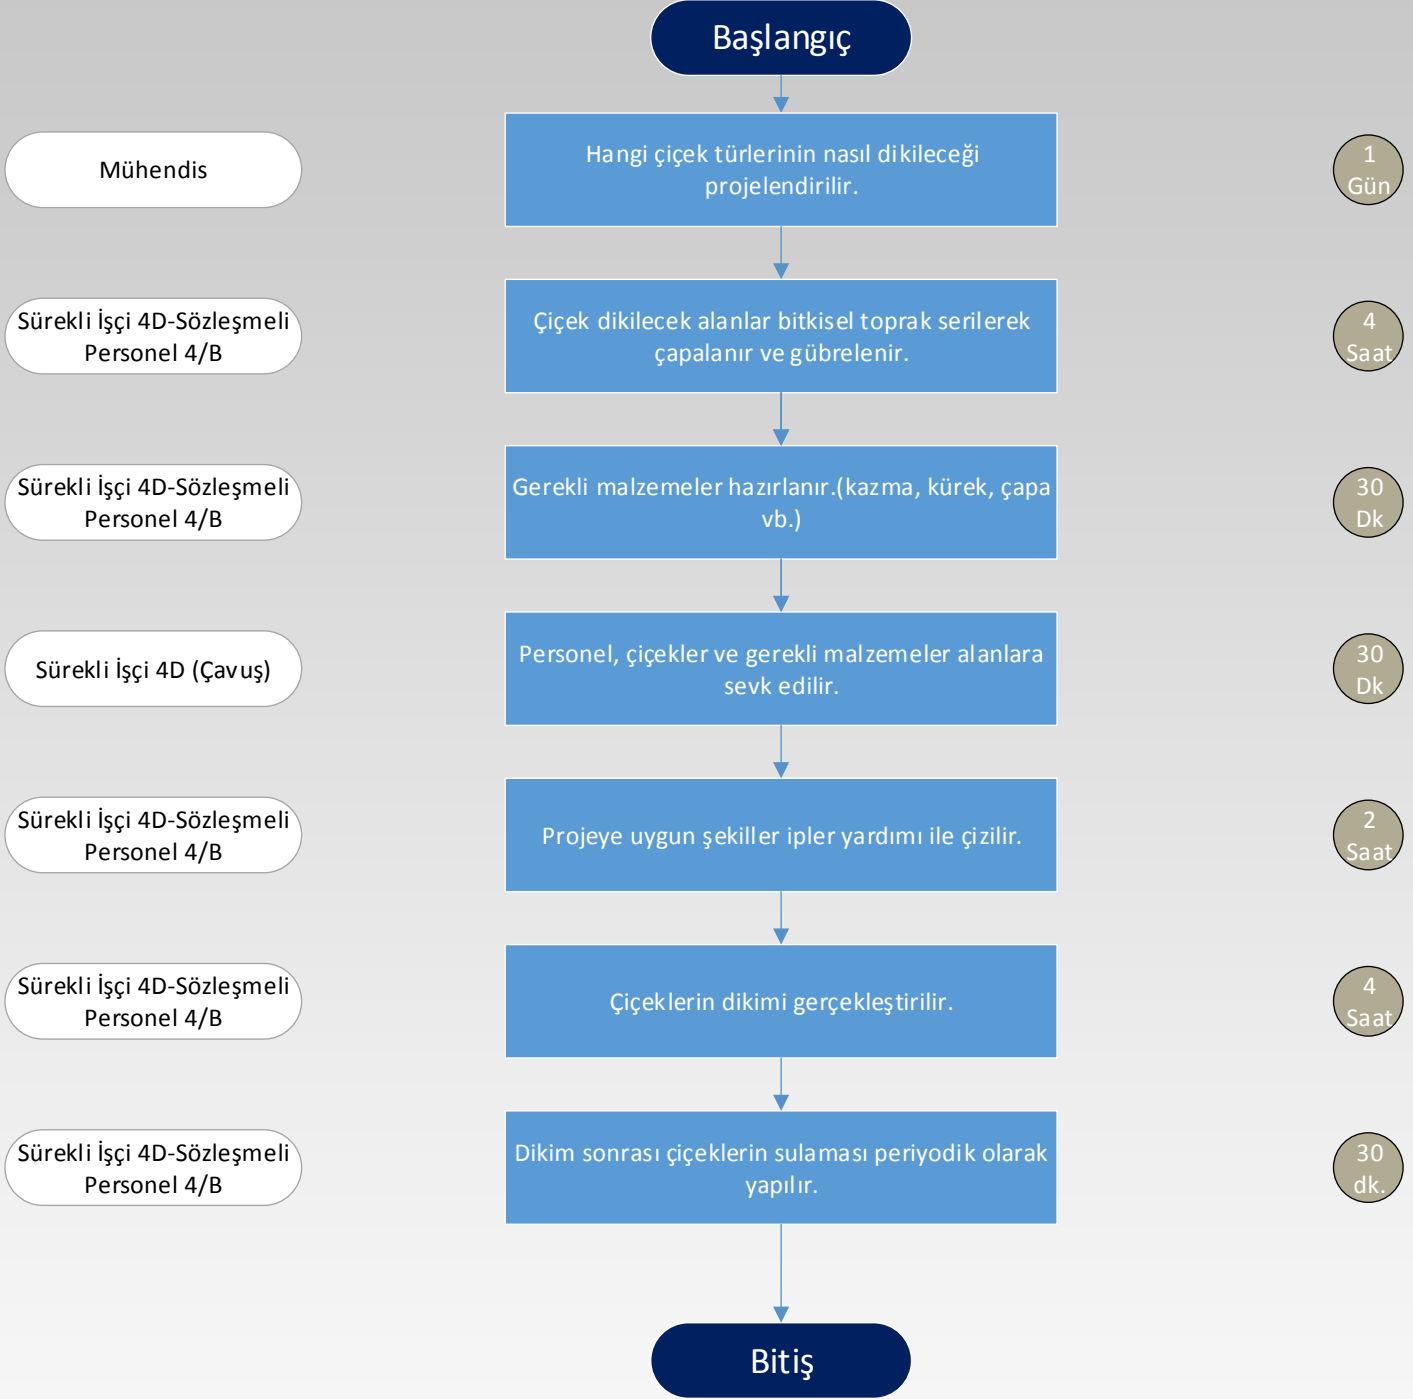 Başlangıç
Mühendis
Hangi çiçek türlerinin nasıl dikileceği
projelendirilir.
1
Gün
Sürekli İşçi 4D-Sözleşmeli
Personel 4/B
Çiçek dikilecek alanlar bitkisel toprak serilerek
çapalanır ve gübrelenir.
4
Saat
Sürekli İşçi 4D-Sözleşmeli
Personel 4/B
Gerekli malzemeler hazırlanır.(kazma, kürek, çapa
vb.)
30
Dk
Sürekli İşçi 4D (Çavuş)
Personel, çiçekler ve gerekli malzemeler alanlara
sevk edilir.
30
Dk
Sürekli İşçi 4D-Sözleşmeli
Personel 4/B
Projeye uygun şekiller ipler yardımı ile çizilir.
2
Saat
Sürekli İşçi 4D-Sözleşmeli
Personel 4/B
Çiçeklerin dikimi gerçekleştirilir.
4
Saat
Sürekli İşçi 4D-Sözleşmeli
Personel 4/B
Dikim sonrası çiçeklerin sulaması periyodik olarak
yapılır.
30
dk.
Bitiş